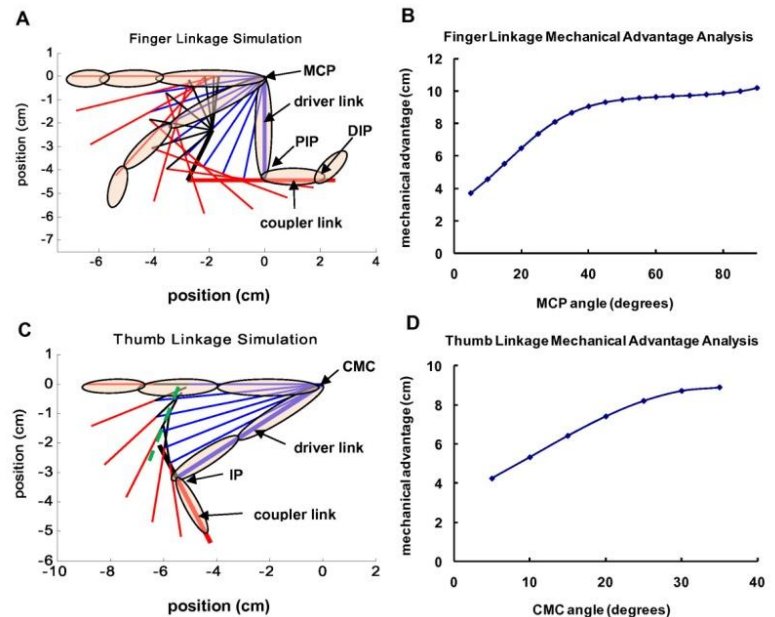 A
Finger Linkage Simulation
position (cm)
1
0
-1
-2
-3
-4
-5
-6
-7
MCP
driver link
PIP
DIP
coupler link
-6
-4
-2
0
2
4
position (cm)
B
Finger Linkage Mechanical Advantage Analysis
mechanical advantage (cm)
12
10
8
6
4
2
0
0
20
40
60
80
MCP angle (degrees)
C
Thumb Linkage Simulation
position (cm)
1
0
-1
-2
-3
-4
-5
-6
CMC
driver link
IP
coupler link
-10
-8
-6
-4
-2
0
2
position (cm)
D
Thumb Linkage Mechanical Advantage Analysis
mechanical advantage (cm)
10
8
6
4
2
0
0
10
20
30
40
CMC angle (degrees)